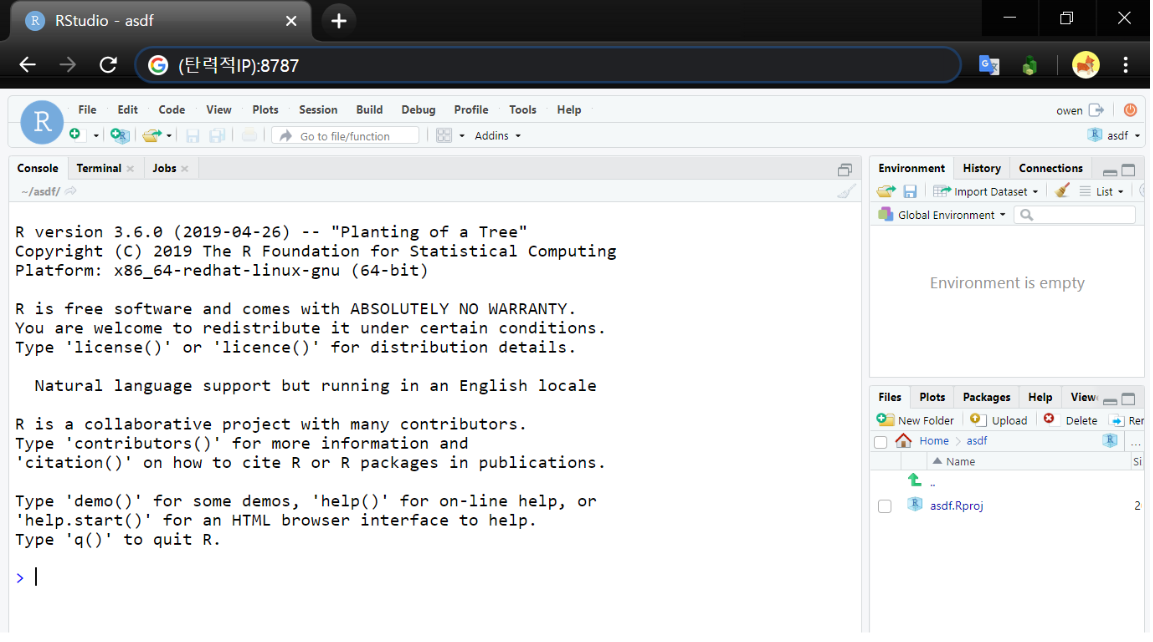 RStudio - asdf
(탄력적IP):8787
File Edit Code View Plots Session Build Debug Profile Tools Help
owen
Go to file/function
Addins
asdf
Console Terminal Jobs
~/asdf/
R version 3.6.0 (2019-04-26) -- "Planting of a Tree"
Copyright (C) 2019 The R Foundation for Statistical Computing
Platform: x86_64-redhat-linux-gnu (64-bit)
R is free software and comes with ABSOLUTELY NO WARRANTY.
You are welcome to redistribute it under certain conditions.
Type 'license()' or 'licence()' for distribution details.
Natural language support but running in an English locale
R is a collaborative project with many contributors.
Type 'contributors()' for more information and
'citation()' on how to cite R or R packages in publications.
Type 'demo()' for some demos, 'help()' for on-line help, or
'help.start()' for an HTML browser interface to help.
Type 'q()' to quit R.
>
Environment History Connections
Import Dataset List
Global Environment
Environment is empty
Files Plots Packages Help View
New Folder Upload Delete Rer
Home asdf ...
Name Si
..
asdf.Rproj 2